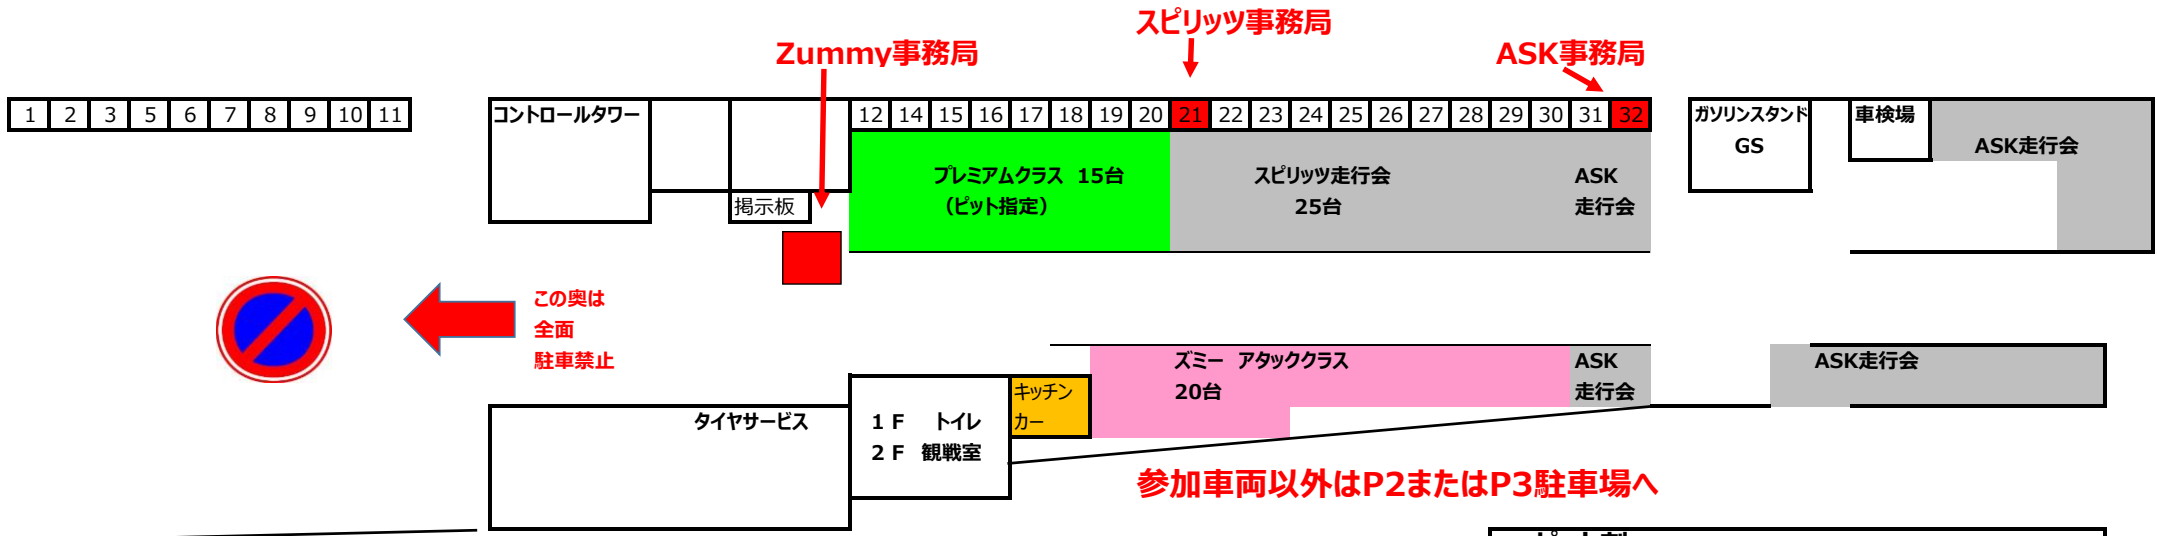 スピリッツ事務局
Zummy事務局
ASK事務局
1 2 3 5 6 7 8 9 10 11
コントロールタワー
12 14 15 16 17 18 19 20 21 22 23 24 25 26 27 28 29 30 31 32
ガソリンスタンド
GS
車検場
ASK走行会
プレミアムクラス 15台
(ピット指定)
スピリッツ走行会
25台
ASK
走行会
掲示板
この奥は
全面
駐車禁止
ズミー アタッククラス
20台
ASK
走行会
ASK走行会
キッチン
カー
タイヤサービス
1F トイレ
2F 観戦室
参加車両以外はP2またはP3駐車場へ